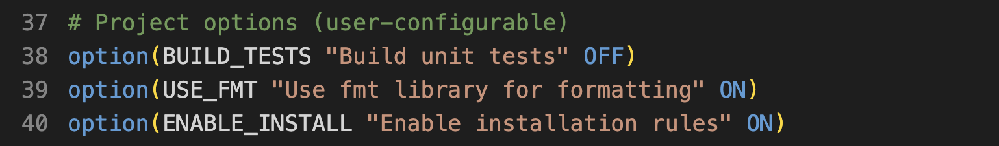 37 # Project options (user-configurable)
38 option(BUILD_TESTS "Build unit tests" OFF)
39 option(USE_FMT "Use fmt library for formatting" ON)
40 option(ENABLE_INSTALL "Enable installation rules" ON)